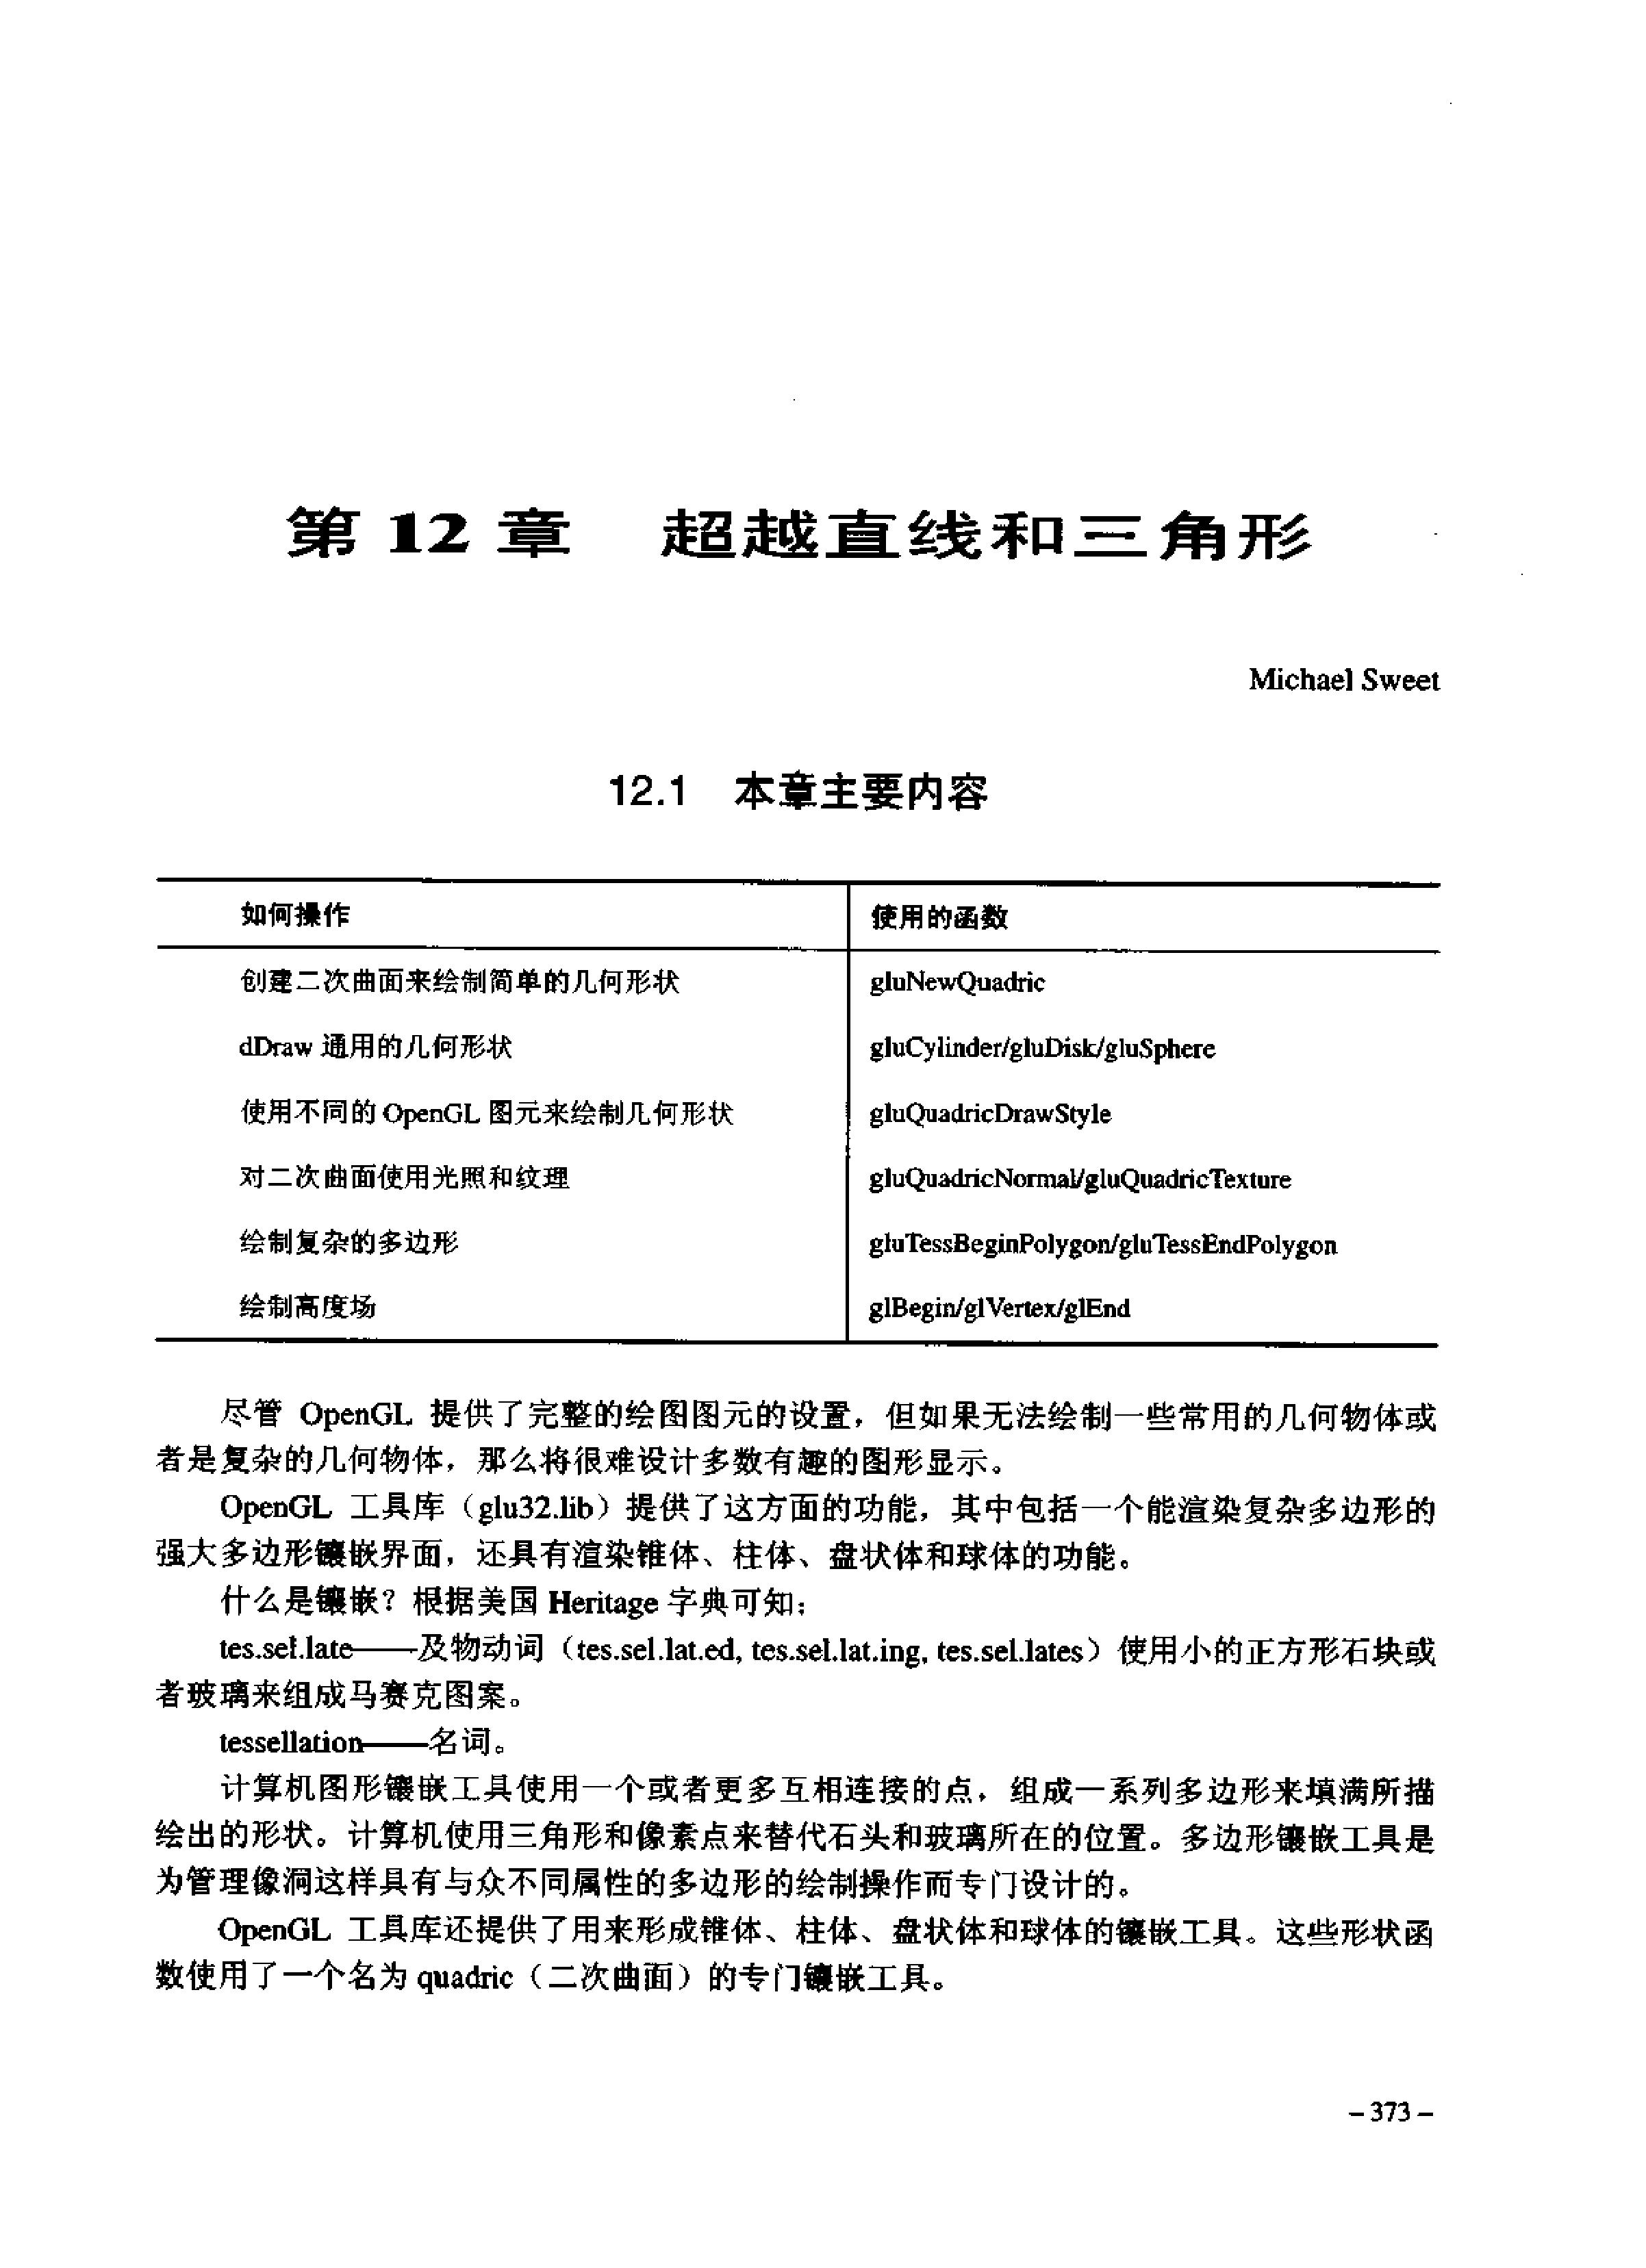 第 12 章 超越直线和三角形
Michael Sweet
12.1 本章主要内容
如何操作 使用的函数
创建二次曲面来绘制简单的几何形状 gluNewQuadric
dDraw 通用的几何形状 gluCylinder/gluDisk/gluSphere
使用不同的 OpenGL 图元来绘制几何形状 gluQuadricDrawStyle
对二次曲面使用光照和纹理 gluQuadricNormal/gluQuadricTexture
绘制复杂的多边形 gluTessBeginPolygon/gluTessEndPolygon
绘制高度场 glBegin/glVertex/glEnd
尽管 OpenGL 提供了完整的绘图图元的设置，但如果无法绘制一些常用的几何物体或
者是复杂的几何物体，那么将很难设计多数有趣的图形显示。
OpenGL 工具库（glu32.lib）提供了这方面的功能，其中包括一个能渲染复杂多边形的
强大多边形镶嵌界面，还具有渲染锥体、柱体、盘状体和球体的功能。
什么是镶嵌？根据美国 Heritage 字典可知：
tes.sel.late——及物动词（tes.sel.lat.ed, tes.sel.lat.ing, tes.sel.lates）使用小的正方形石块或
者玻璃来组成马赛克图案。
tessellation——名词。
计算机图形镶嵌工具使用一个或者更多互相连接的点，组成一系列多边形来填满所描
绘出的形状。计算机使用三角形和像素点来替代石头和玻璃所在的位置。多边形镶嵌工具是
为管理像洞这样具有与众不同属性的多边形的绘制操作而专门设计的。
OpenGL 工具库还提供了用来形成锥体、柱体、盘状体和球体的镶嵌工具。这些形状函
数使用了一个名为 quadric（二次曲面）的专门镶嵌工具。
– 373 –